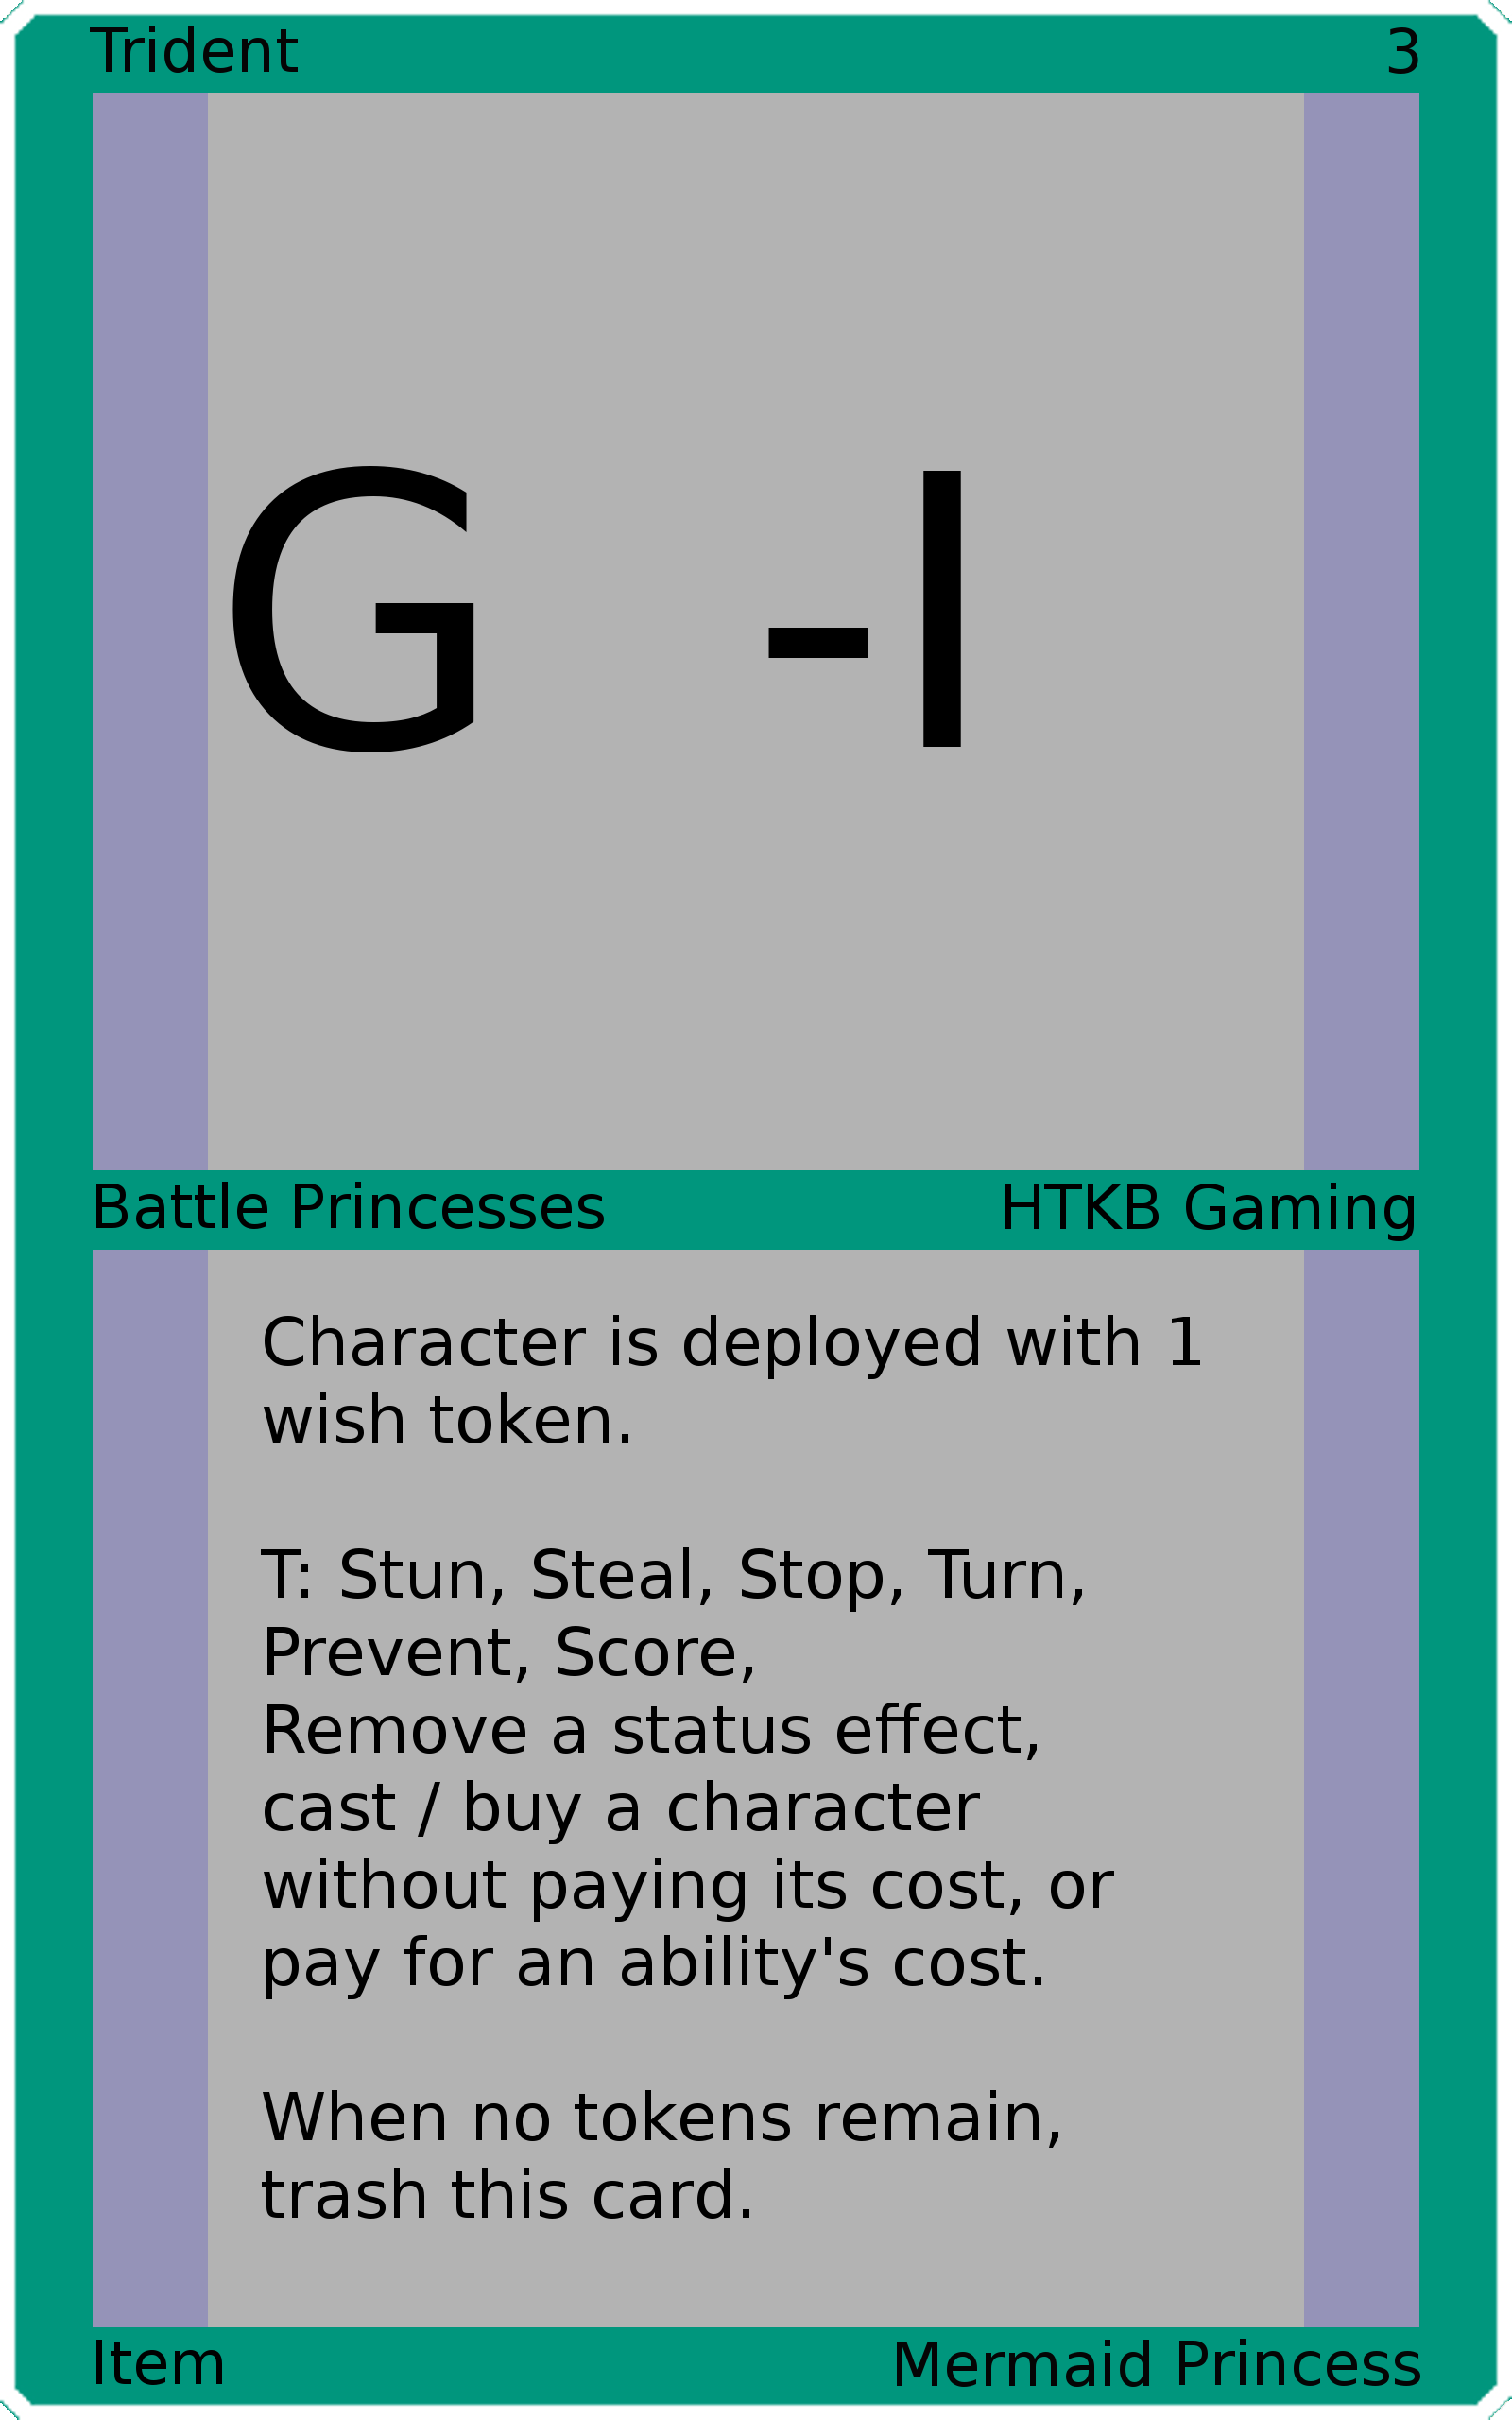 Trident 3
G -I
Battle Princesses HTKB Gaming
Character is deployed with 1
wish token.
T: Stun, Steal, Stop, Turn,
Prevent, Score,
Remove a status effect,
cast / buy a character
without paying its cost, or
pay for an ability's cost.
When no tokens remain,
trash this card.
Item Mermaid Princess